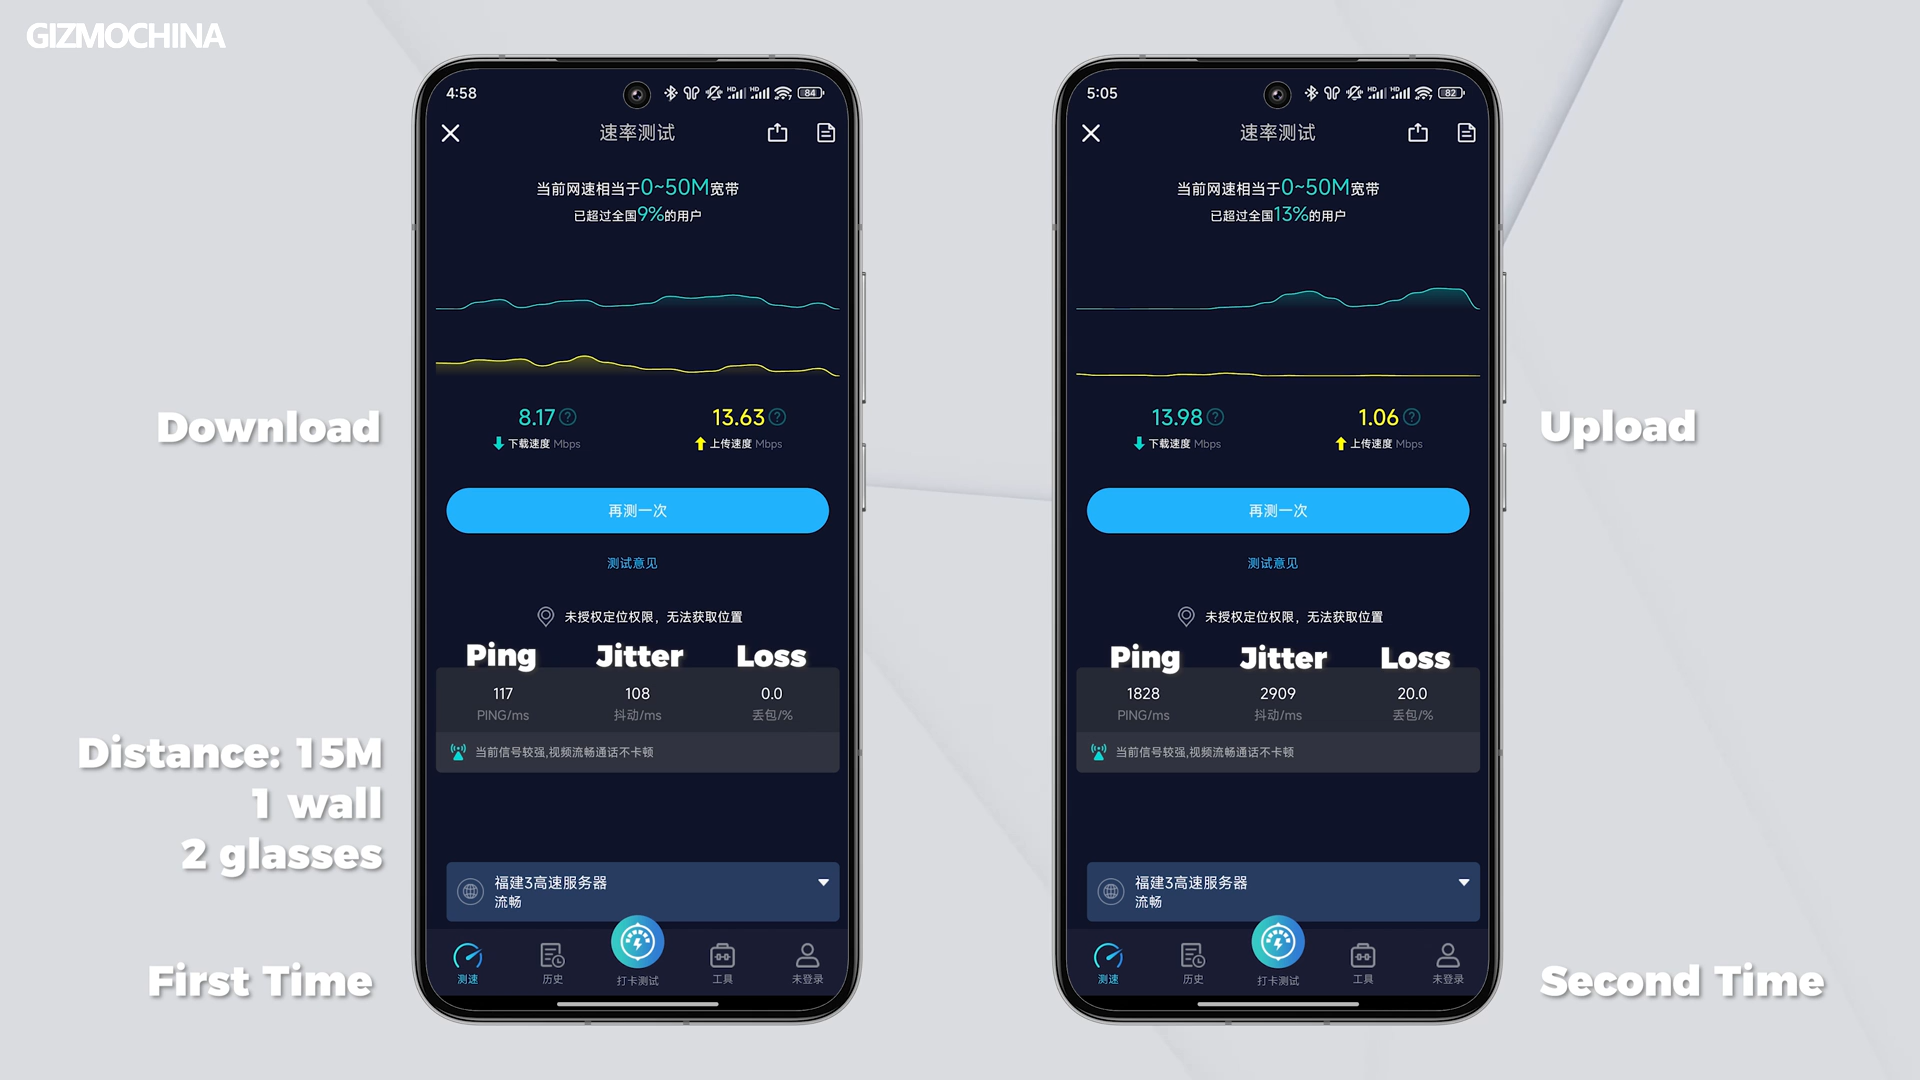 GIZMOCHINA
4:58
HD
HD
84
速率测试
当前网速相当于0~50M宽带
已超过全国9%的用户
8.17
下载速度 Mbps
13.63
上传速度 Mbps
再测一次
测试意见
未授权定位权限，无法获取位置
Ping Jitter Loss
117 108 0.0
PING/ms 抖动/ms 丢包/%
当前信号较强,视频流畅通话不卡顿
福建3高速服务器
流畅
测速 历史 打卡测试 工具 未登录
Download
Distance: 15M
1 wall
2 glasses
First Time
5:05
HD
HD
82
速率测试
当前网速相当于0~50M宽带
已超过全国13%的用户
13.98
下载速度 Mbps
1.06
上传速度 Mbps
再测一次
测试意见
未授权定位权限，无法获取位置
Ping Jitter Loss
1828 2909 20.0
PING/ms 抖动/ms 丢包/%
当前信号较强,视频流畅通话不卡顿
福建3高速服务器
流畅
测速 历史 打卡测试 工具 未登录
Upload
Second Time